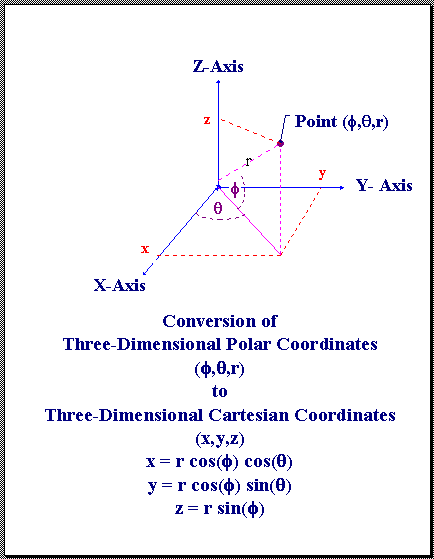 Z-Axis
z
Point (ϕ,θ,r)
r
y
ϕ
Y- Axis
θ
x
X-Axis
Conversion of
Three-Dimensional Polar Coordinates
(ϕ,θ,r)
to
Three-Dimensional Cartesian Coordinates
(x,y,z)
x = r cos(ϕ) cos(θ)
y = r cos(ϕ) sin(θ)
z = r sin(ϕ)